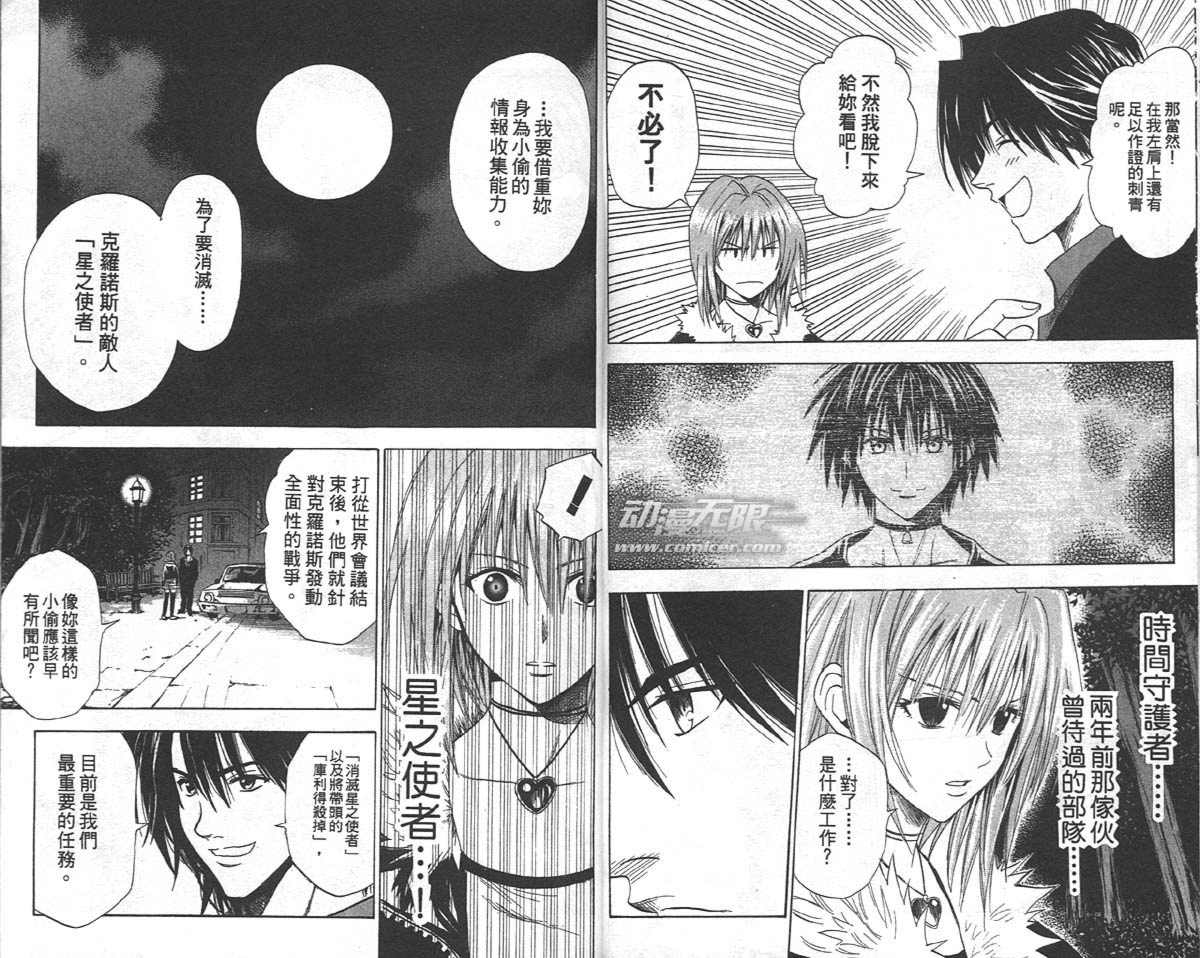 那當然！
在我左肩上還有
足以作證的刺青
呢。
不然我脫下來
給妳看吧！
不必了！
动漫无限
www.comicer.com
時間守護者……
兩年前那傢伙
曾待過的部隊……
…對了……
是什麼工作？
…我要借重妳
身為小偷的
情報收集能力。
為了要消滅……
克羅諾斯的敵人
「星之使者」。
！
星之使者…！
打從世界會議結
束後，他們就針
對克羅諾斯發動
全面性的戰爭。
像妳這樣的
小偷應該早
有所聞吧？
「消滅星之使者」
以及將帶頭的
「庫利得殺掉」，
目前是我們
最重要的任務。